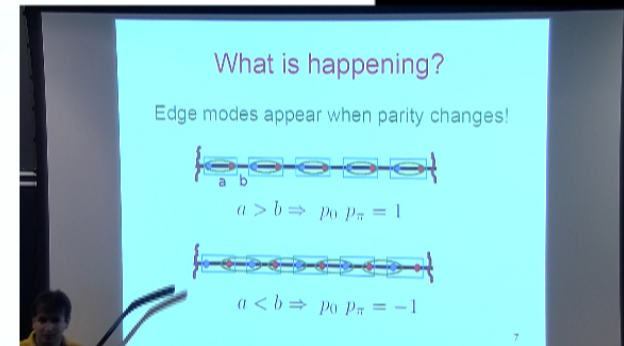 What is happening?
Edge modes appear when parity changes!
a b
a > b ⇒ p₀ p_π = 1
a < b ⇒ p₀ p_π = −1
7